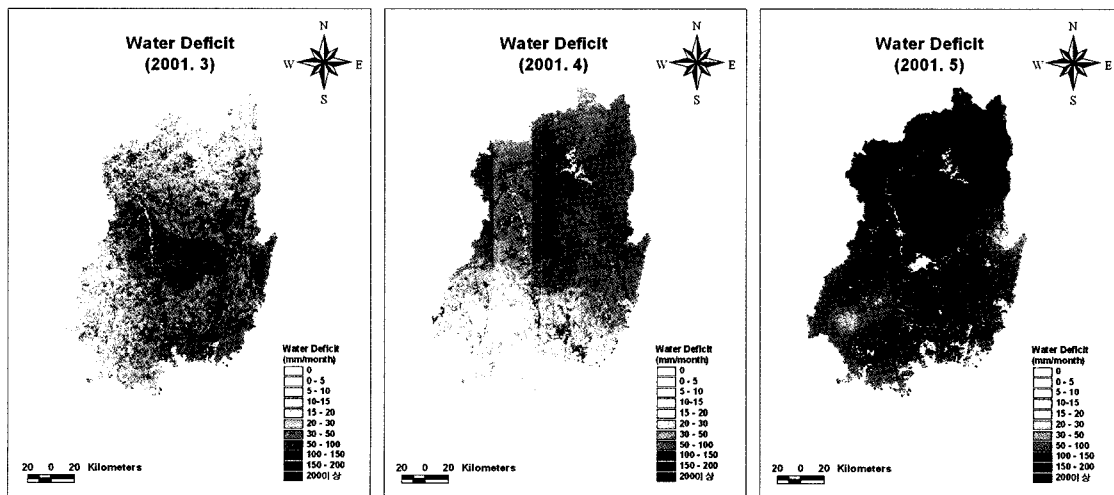 Water Deficit
(2001. 3)
N
W E
S
Water Deficit
(mm/month)
0
0 - 5
5 - 10
10-15
15 - 20
20 - 30
30 - 50
50 - 100
100 - 150
150 - 200
200이상
20 0 20 Kilometers
Water Deficit
(2001. 4)
N
W E
S
Water Deficit
(mm/month)
0
0 - 5
5 - 10
10-15
15 - 20
20 - 30
30 - 50
50 - 100
100 - 150
150 - 200
200이상
20 0 20 Kilometers
Water Deficit
(2001. 5)
N
W E
S
Water Deficit
(mm/month)
0
0 - 5
5 - 10
10-15
15 - 20
20 - 30
30 - 50
50 - 100
100 - 150
150 - 200
200이상
20 0 20 Kilometers